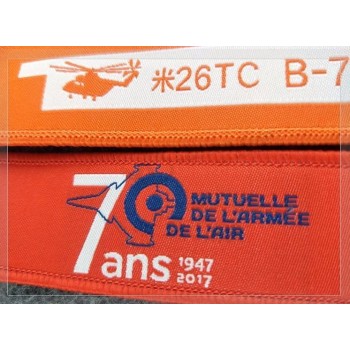 米26TC B-7
70 MUTUELLE
DE L'ARMÉE
DE L'AIR
ans 1947
2017